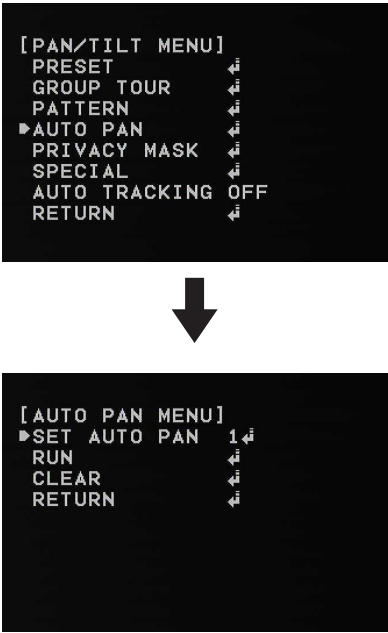 [PAN/TILT MENU]
PRESET ↲
GROUP TOUR ↲
PATTERN ↲
AUTO PAN ↲
PRIVACY MASK ↲
SPECIAL ↲
AUTO TRACKING OFF
RETURN ↲
[AUTO PAN MENU]
SET AUTO PAN 1↲
RUN ↲
CLEAR ↲
RETURN ↲